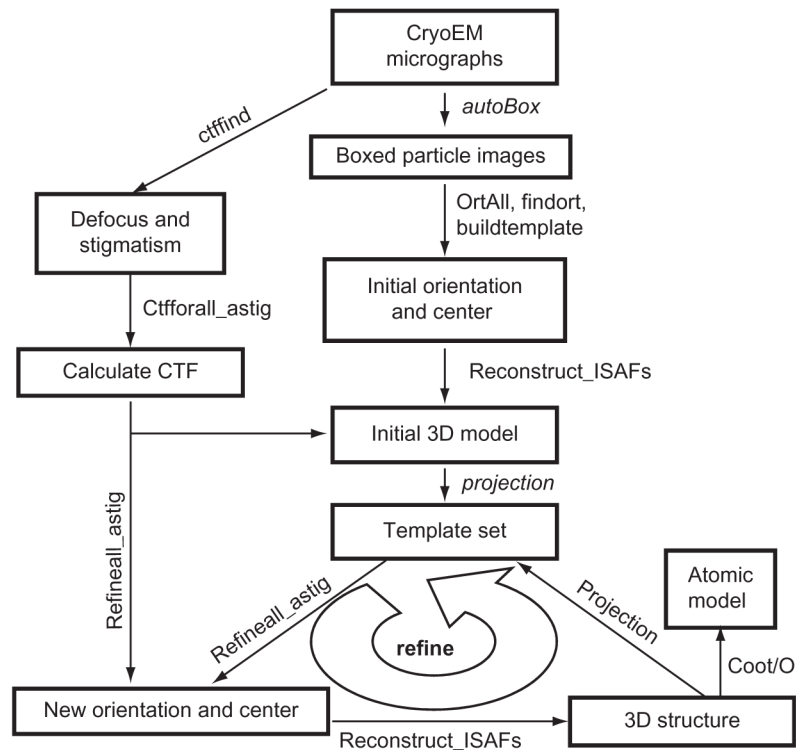 CryoEM
micrographs
ctffind
autoBox
Boxed particle images
Defocus and
stigmatism
OrtAll, findort,
buildtemplate
Ctfforall_astig
Initial orientation
and center
Calculate CTF
Reconstruct_ISAFs
Initial 3D model
projection
Refineall_astig
Template set
Refineall_astig
refine
Projection
Atomic
model
Coot/O
New orientation and center
Reconstruct_ISAFs
3D structure